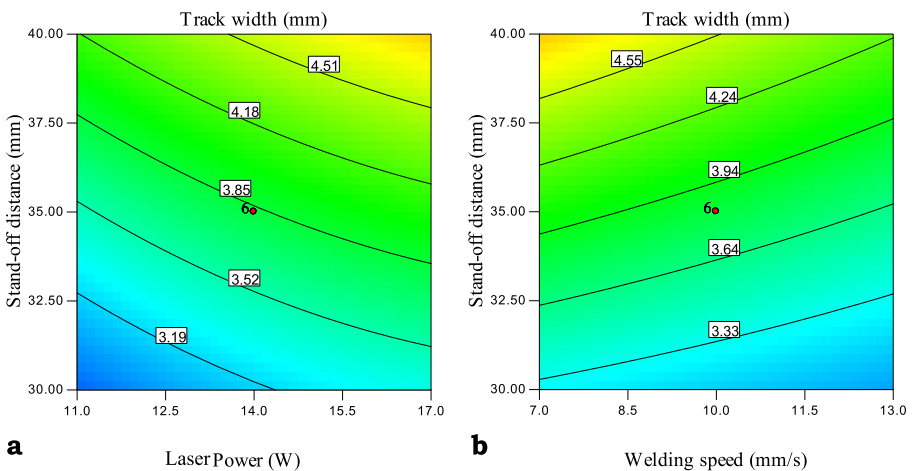 Track width (mm)
40.00
37.50
35.00
32.50
30.00
Stand-off distance (mm)
4.51
4.18
3.85
6
3.52
3.19
11.0 12.5 14.0 15.5 17.0
a
Laser Power (W)
Track width (mm)
40.00
37.50
35.00
32.50
30.00
Stand-off distance (mm)
4.55
4.24
3.94
6
3.64
3.33
7.0 8.5 10.0 11.5 13.0
b
Welding speed (mm/s)